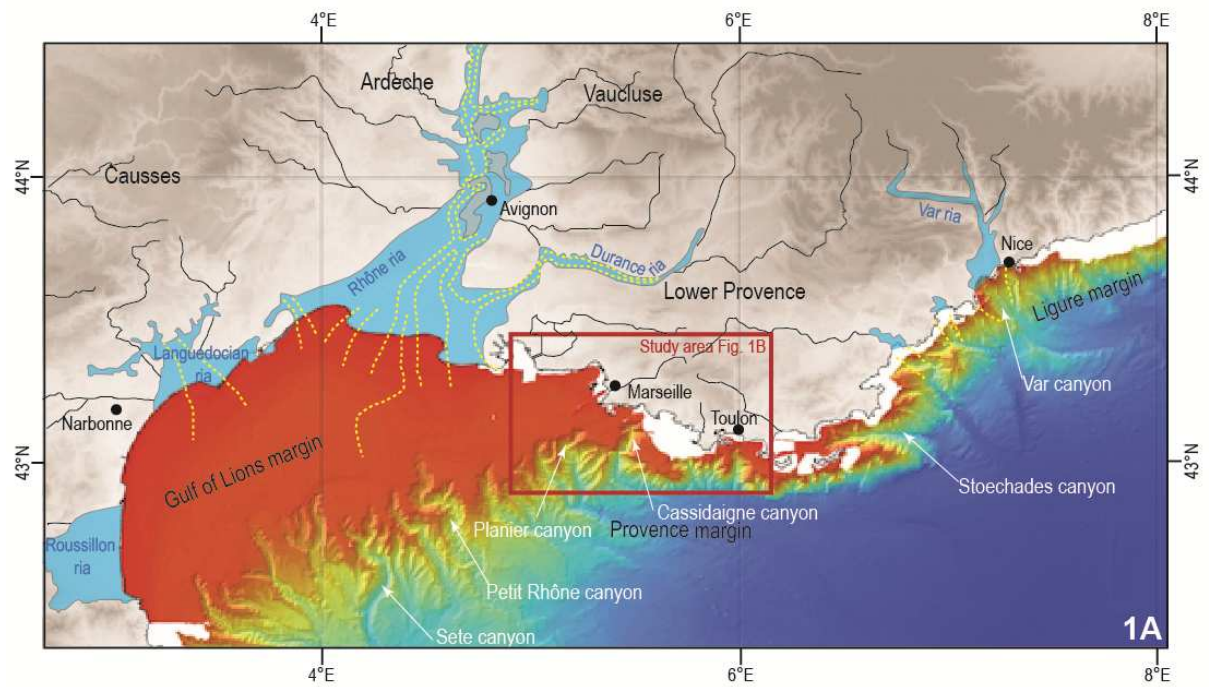 4°E
6°E
8°E
Ardèche
Vaucluse
44°N
44°N
Causses
Avignon
Var ria
Rhône ria
Durance ria
Nice
Lower Provence
Ligure margin
Study area Fig. 1B
Languedocian
ria
Var canyon
Marseille
Narbonne
Toulon
43°N
43°N
Gulf of Lions margin
Stoechades canyon
Cassidaigne canyon
Planier canyon
Provence margin
Roussillon
ria
Petit Rhône canyon
Sete canyon
1A
4°E
6°E
8°E